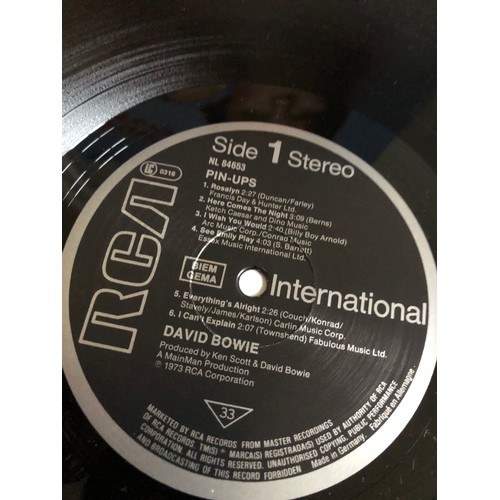 Side 1 Stereo
NL 84653
PIN-UPS
1. Rosalyn 2:27 (Duncan/Farley)
Francis Day & Hunter Ltd.
2. Here Comes The Night 3:09 (Berns)
Ketch Caesar and Dino Music
3. I Wish You Would 2:40 (Billy Boy Arnold)
Arc Music Corp./Conrad Music
4. See Emily Play 4:03 (S. Barrett)
Essex Music International Ltd.
LC 0316
RCA
BIEM
GEMA
International
5. Everything's Alright 2:26 (Couch/Konrad/
Stavely/James/Karlson) Carlin Music Corp.
6. I Can't Explain 2:07 (Townshend) Fabulous Music Ltd.
DAVID BOWIE
Produced by Ken Scott & David Bowie
A MainMan Production
℗ 1973 RCA Corporation
33
MARKETED BY RCA RECORDS FROM MASTER RECORDINGS
OF RCA RECORDS, TM(S) ® MARCA(S) REGISTRADA(S) USED BY AUTHORITY OF RCA
CORPORATION. UNAUTHORISED COPYING, PUBLIC PERFORMANCE
AND BROADCASTING OF THIS RECORD FORBIDDEN Made in Germany. Fabriqué en Allemagne.